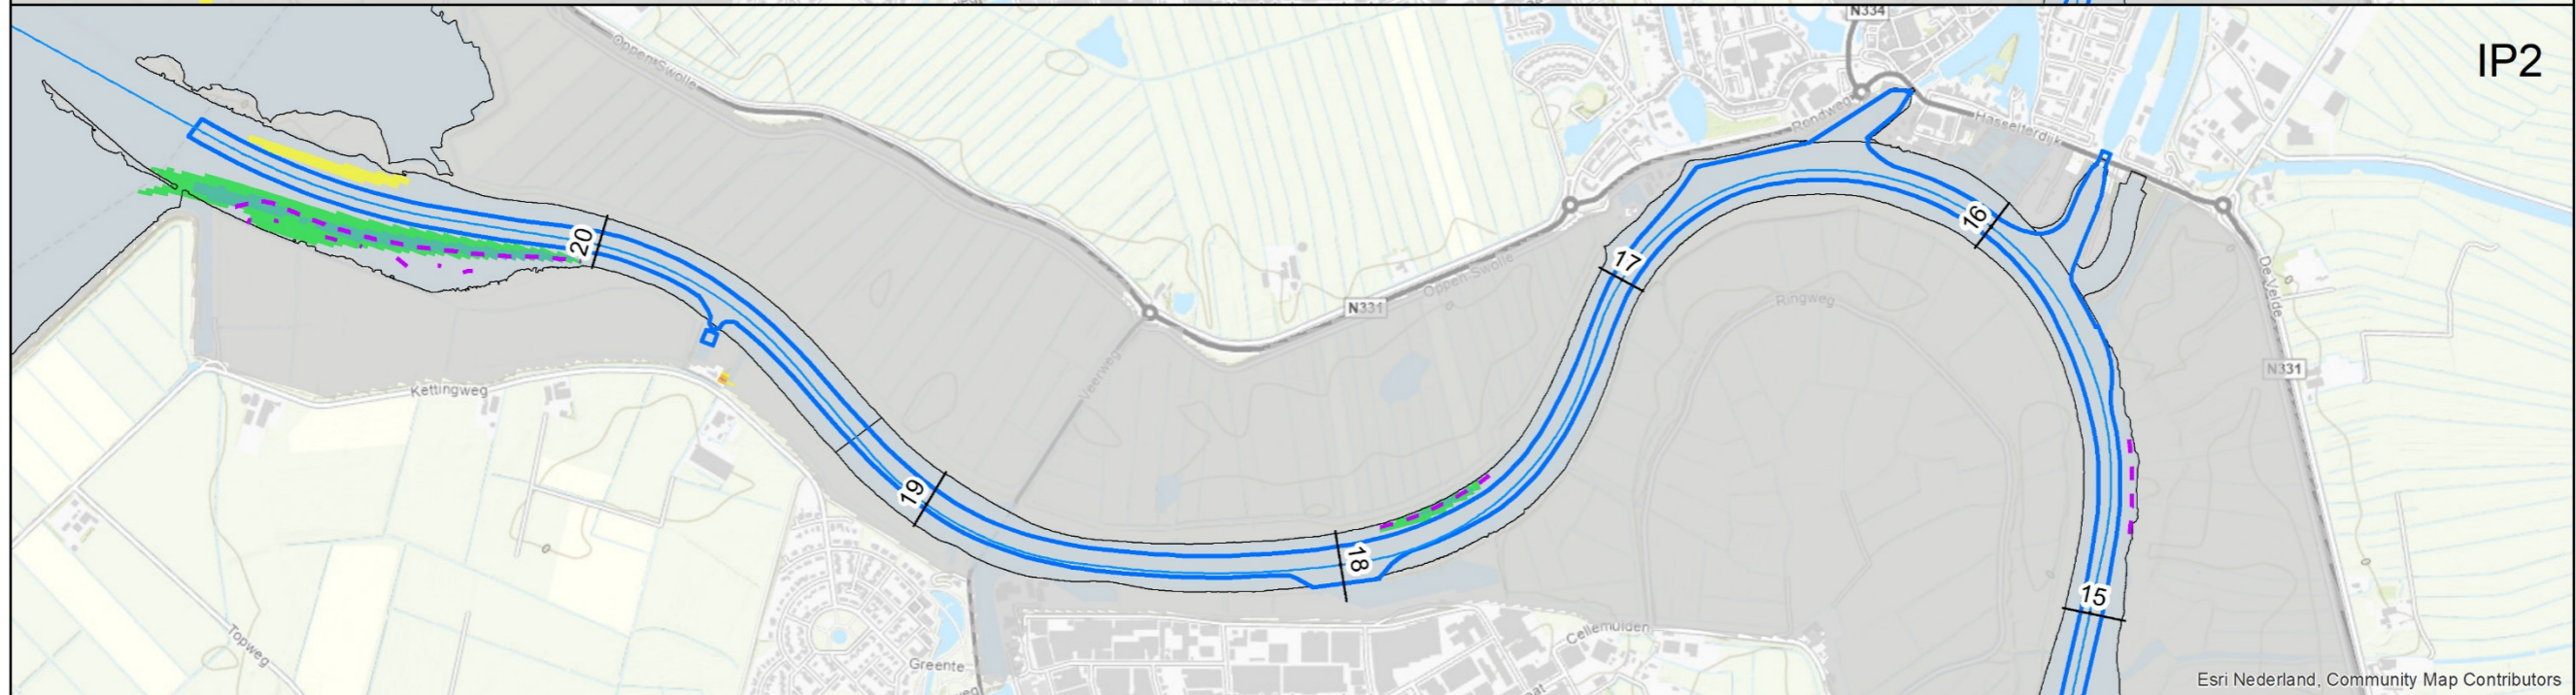 N334
Oppen Swolle
IP2
Rondweg
Hasselterdijk
20
16
17
De Velde
Oppen Swolle
Ringweg
N331
Veerweg
N331
Kettingweg
19
18
15
Topweg
Cellemuiden
Greente
Esri Nederland, Community Map Contributors